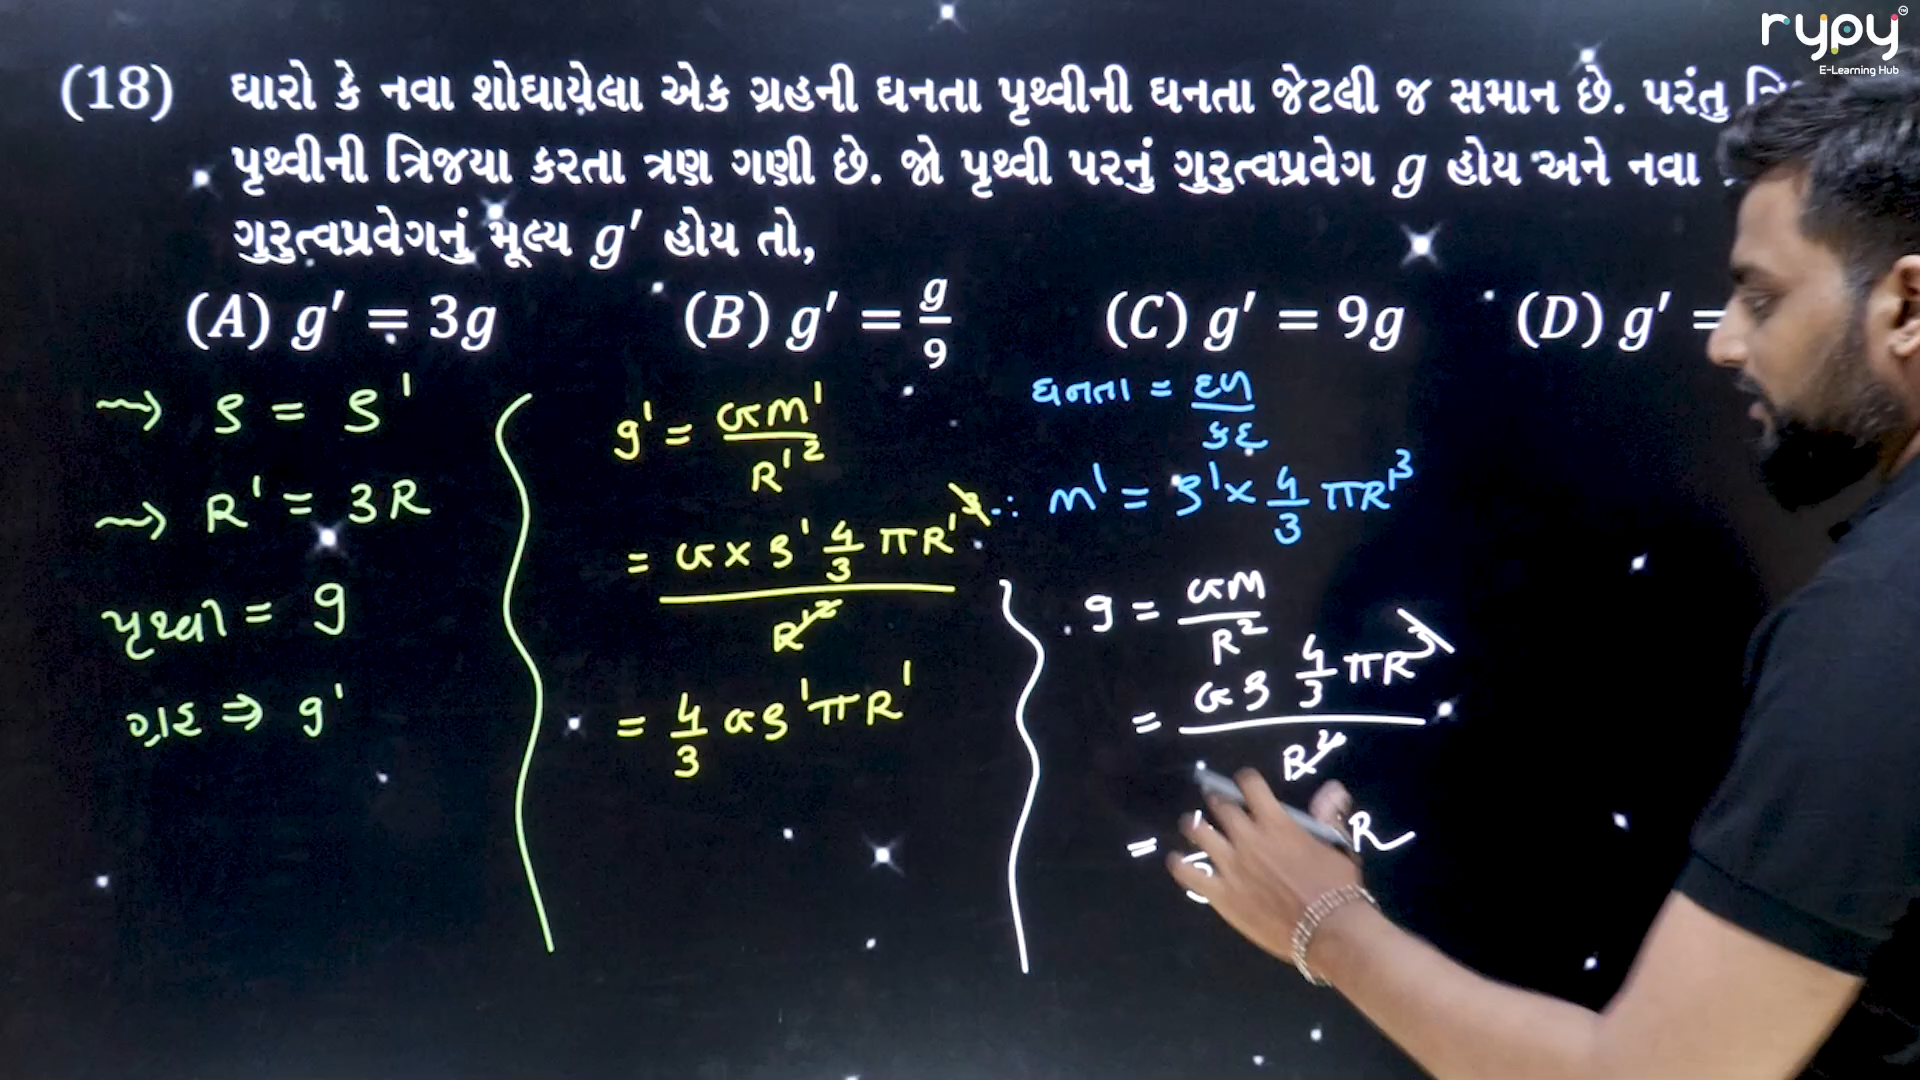 rypy
E-Learning Hub
(18) ધારો કે નવા શોધાયેલા એક ગ્રહની ઘનતા પૃથ્વીની ઘનતા જેટલી જ સમાન છે. પરંતુ
પૃથ્વીની ત્રિજયા કરતા ત્રણ ગણી છે. જો પૃથ્વી પરનું ગુરુત્વપ્રવેગ g હોય અને નવા
ગુરુત્વપ્રવેગનું મૂલ્ય g′ હોય તો,
(A) g′ = 3g (B) g′ = g/9 (C) g′ = 9g (D) g′ =
→ ρ = ρ'
→ R' = 3R
પૃથ્વી = g
ગ્રહ ⇒ g'
g' = GM'/R'²
= G × ρ' 4/3 πR'³ / R'²
= 4/3 Gρ'πR'
ઘનતા = દળ/કદ
∴ m' = ρ' × 4/3 πR'³
g = GM/R²
= Gρ 4/3 πR³ / R²
= R